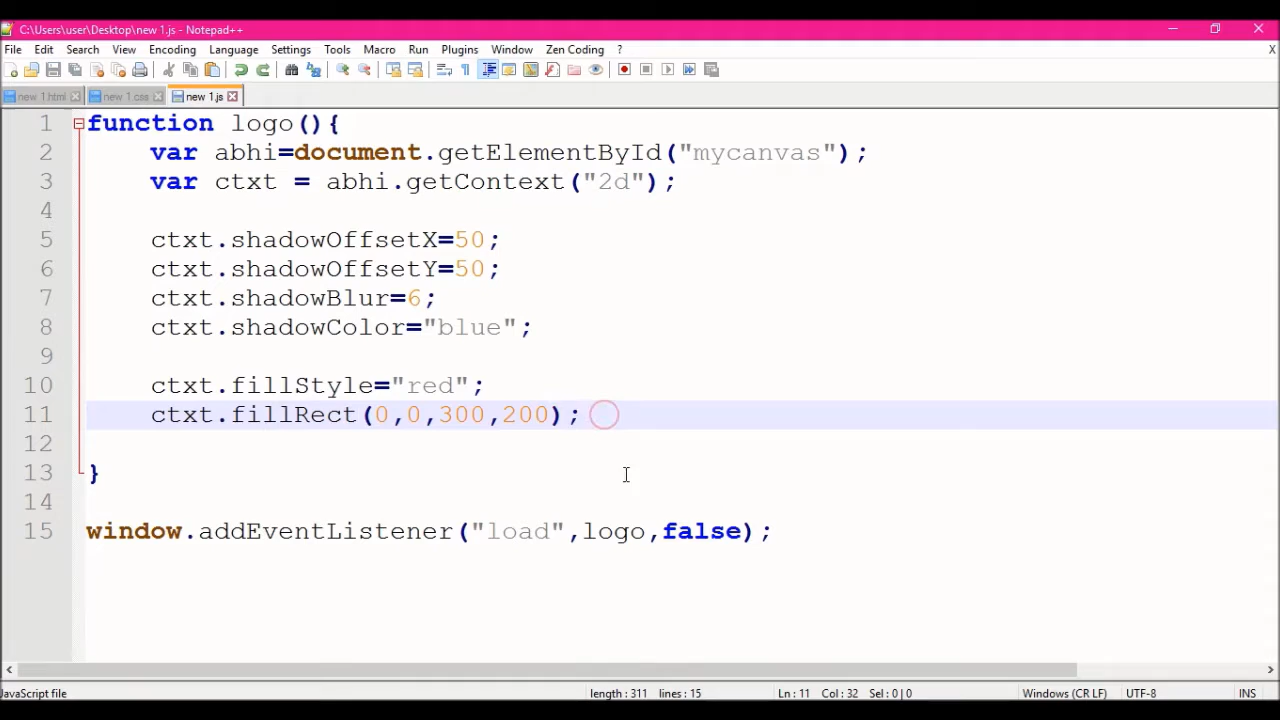 C:\Users\user\Desktop\new 1.js - Notepad++
File Edit Search View Encoding Language Settings Tools Macro Run Plugins Window Zen Coding ? X
new 1.html new 1.css new 1.js
1 function logo(){
2 var abhi=document.getElementById("mycanvas");
3 var ctxt = abhi.getContext("2d");
4
5 ctxt.shadowOffsetX=50;
6 ctxt.shadowOffsetY=50;
7 ctxt.shadowBlur=6;
8 ctxt.shadowColor="blue";
9
10 ctxt.fillStyle="red";
11 ctxt.fillRect(0,0,300,200);
12
13 }
14
15 window.addEventListener("load",logo,false);
JavaScript file length : 311 lines : 15 Ln : 11 Col : 32 Sel : 0 | 0 Windows (CR LF) UTF-8 INS